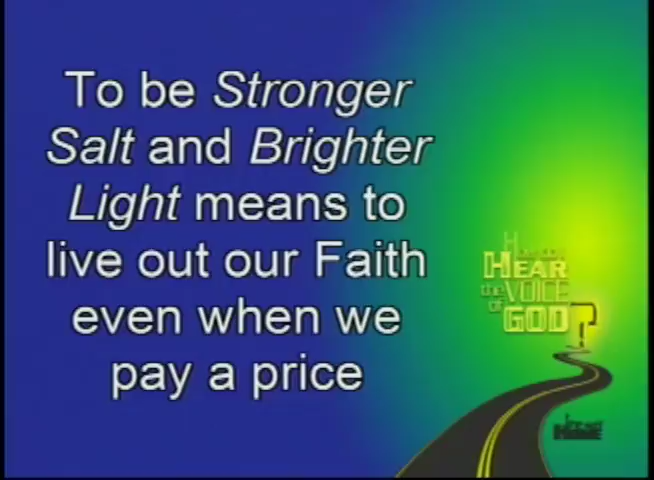 To be Stronger
Salt and Brighter
Light means to
live out our Faith
even when we
pay a price
HEAR
the VOICE
of GOD?